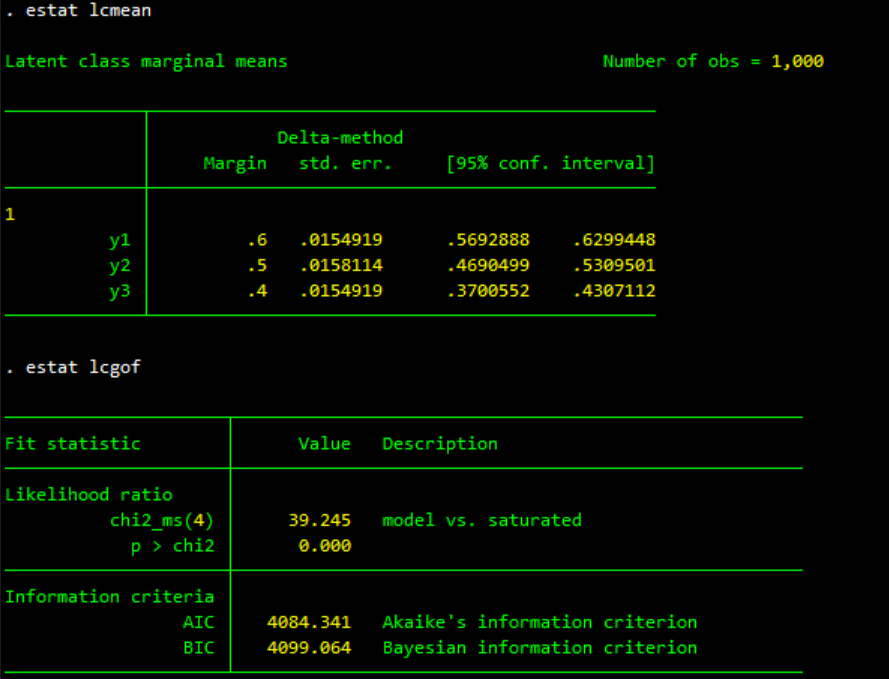 . estat lcmean
Latent class marginal means Number of obs = 1,000
Delta-method
Margin std. err. [95% conf. interval]
1
y1 .6 .0154919 .5692888 .6299448
y2 .5 .0158114 .4690499 .5309501
y3 .4 .0154919 .3700552 .4307112
. estat lcgof
Fit statistic Value Description
Likelihood ratio
chi2_ms(4) 39.245 model vs. saturated
p > chi2 0.000
Information criteria
AIC 4084.341 Akaike's information criterion
BIC 4099.064 Bayesian information criterion